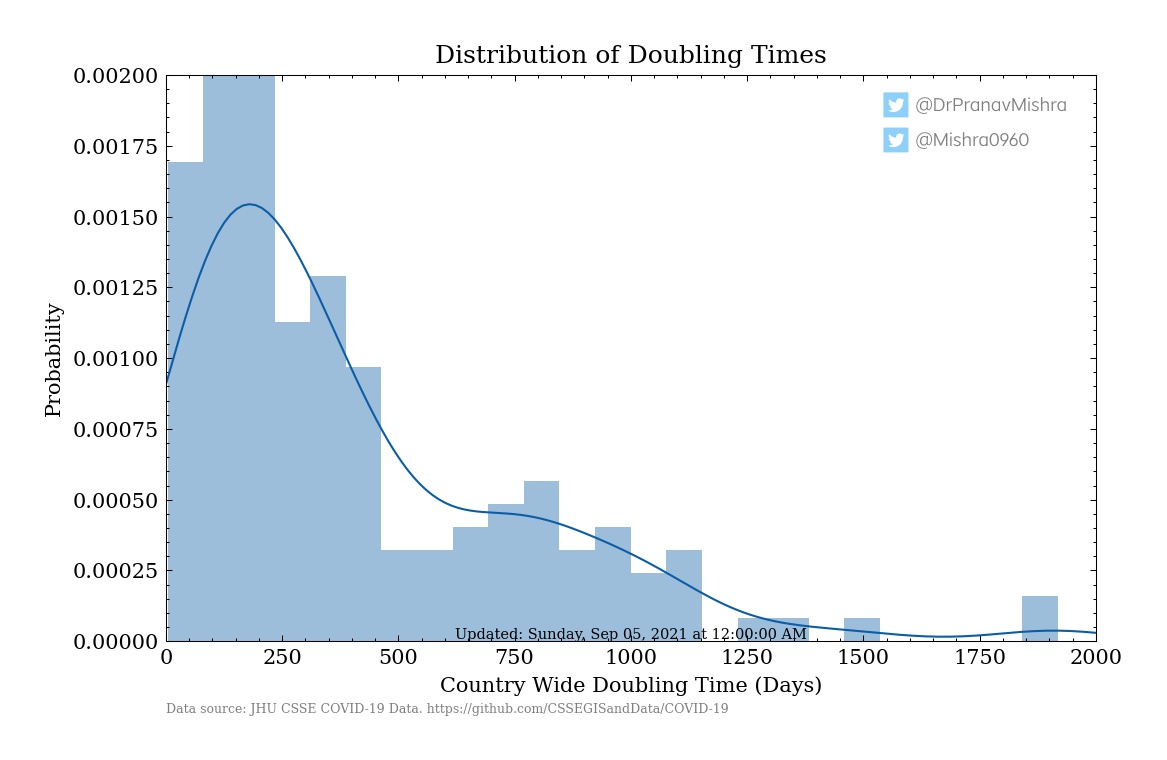 Distribution of Doubling Times
0.00200
0.00175
0.00150
0.00125
0.00100
0.00075
0.00050
0.00025
0.00000
Probability
@DrPranavMishra
@Mishra0960
Updated: Sunday, Sep 05, 2021 at 12:00:00 AM
0 250 500 750 1000 1250 1500 1750 2000
Country Wide Doubling Time (Days)
Data source: JHU CSSE COVID-19 Data. https://github.com/CSSEGISandData/COVID-19